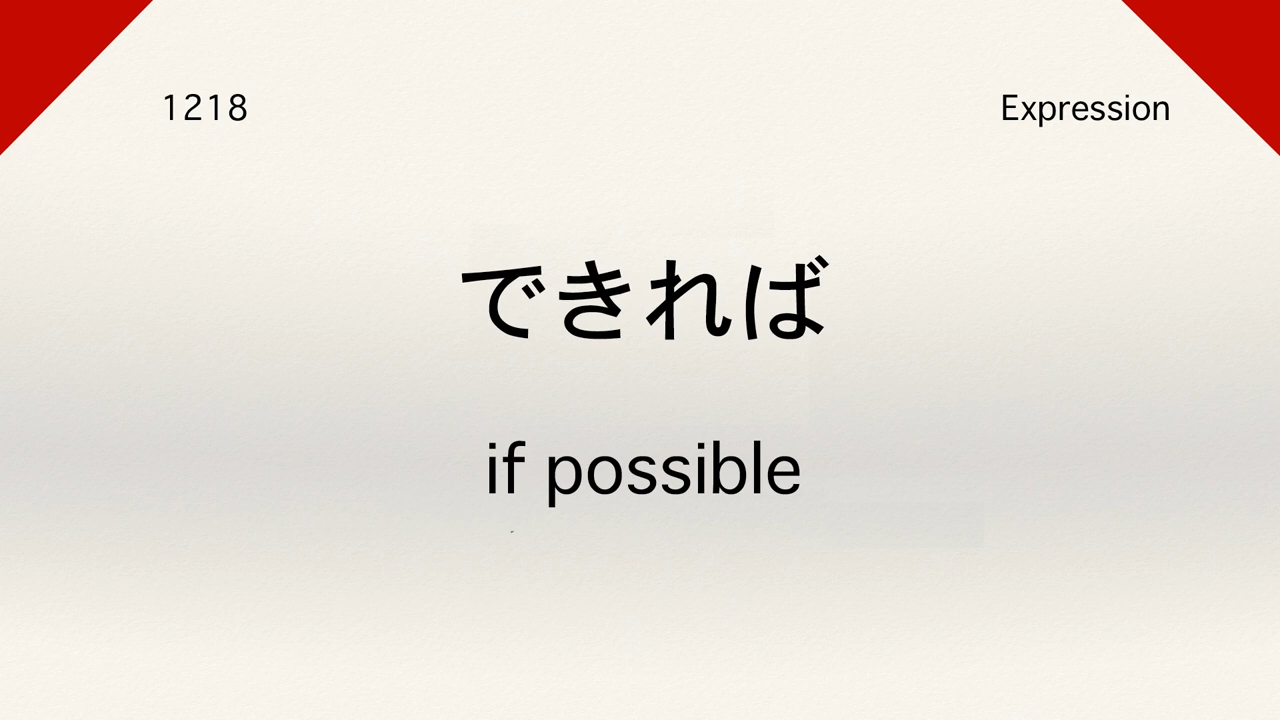 1218
Expression
できれば
if possible